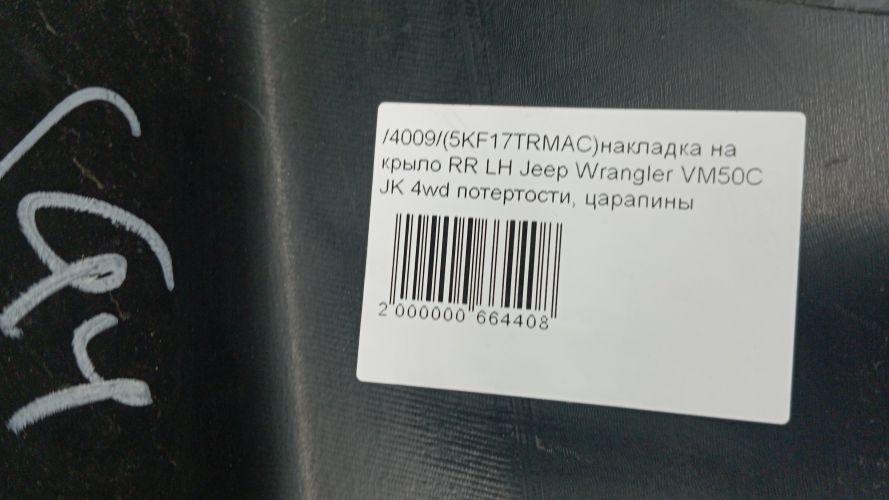 /4009/(5KF17TRMAC)накладка на
крыло RR LH Jeep Wrangler VM50C
JK 4wd потертости, царапины
2 000000 664408